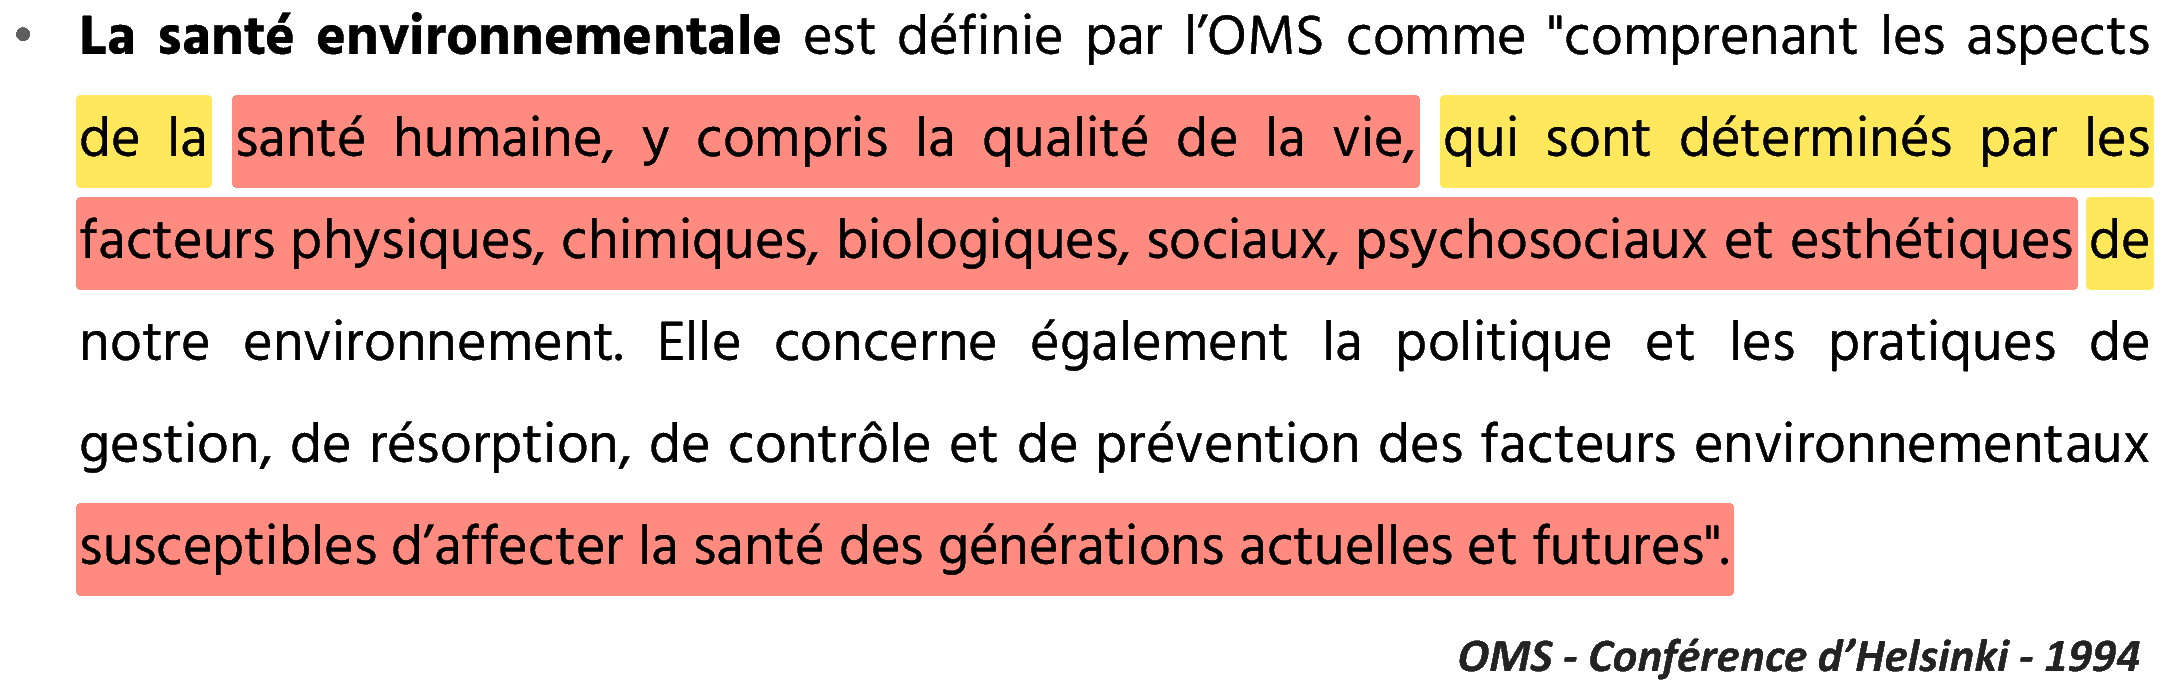 • La santé environnementale est définie par l’OMS comme "comprenant les aspects
de la santé humaine, y compris la qualité de la vie, qui sont déterminés par les
facteurs physiques, chimiques, biologiques, sociaux, psychosociaux et esthétiques de
notre environnement. Elle concerne également la politique et les pratiques de
gestion, de résorption, de contrôle et de prévention des facteurs environnementaux
susceptibles d’affecter la santé des générations actuelles et futures".
OMS - Conférence d’Helsinki - 1994